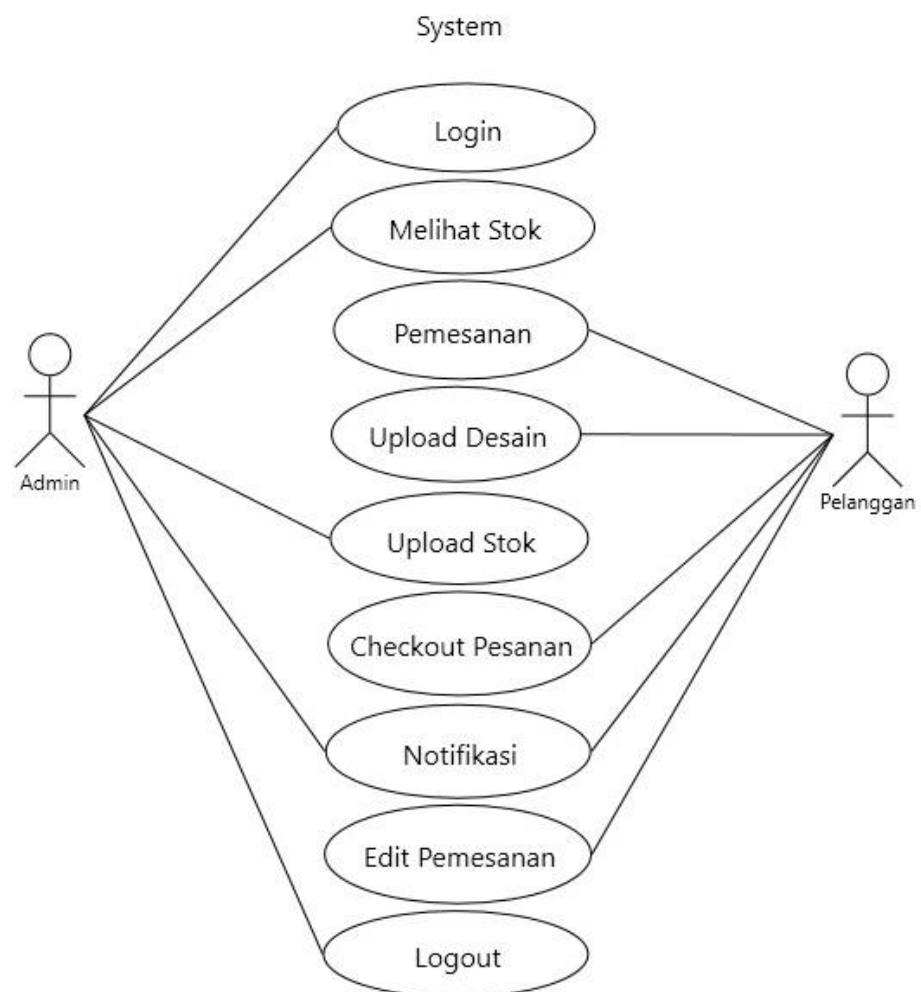 System
Login
Melihat Stok
Pemesanan
Upload Desain
Admin
Pelanggan
Upload Stok
Checkout Pesanan
Notifikasi
Edit Pemesanan
Logout